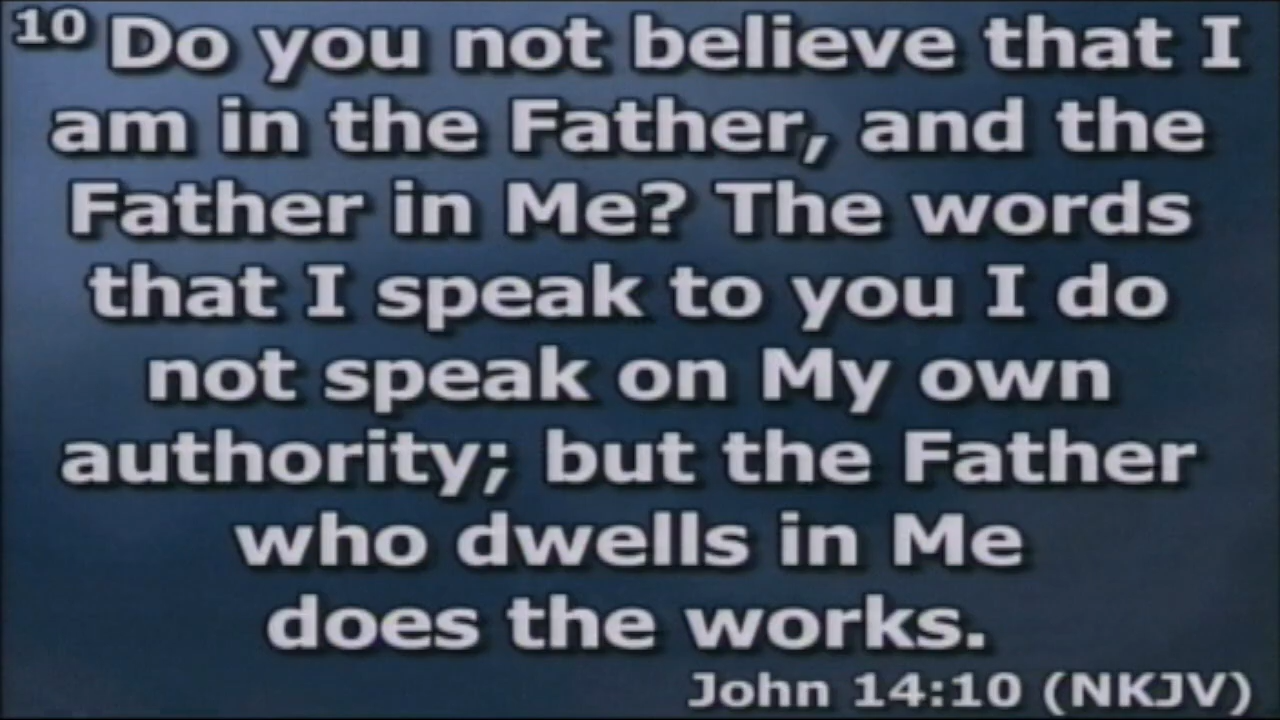 10 Do you not believe that I
am in the Father, and the
Father in Me? The words
that I speak to you I do
not speak on My own
authority; but the Father
who dwells in Me
does the works.
John 14:10 (NKJV)